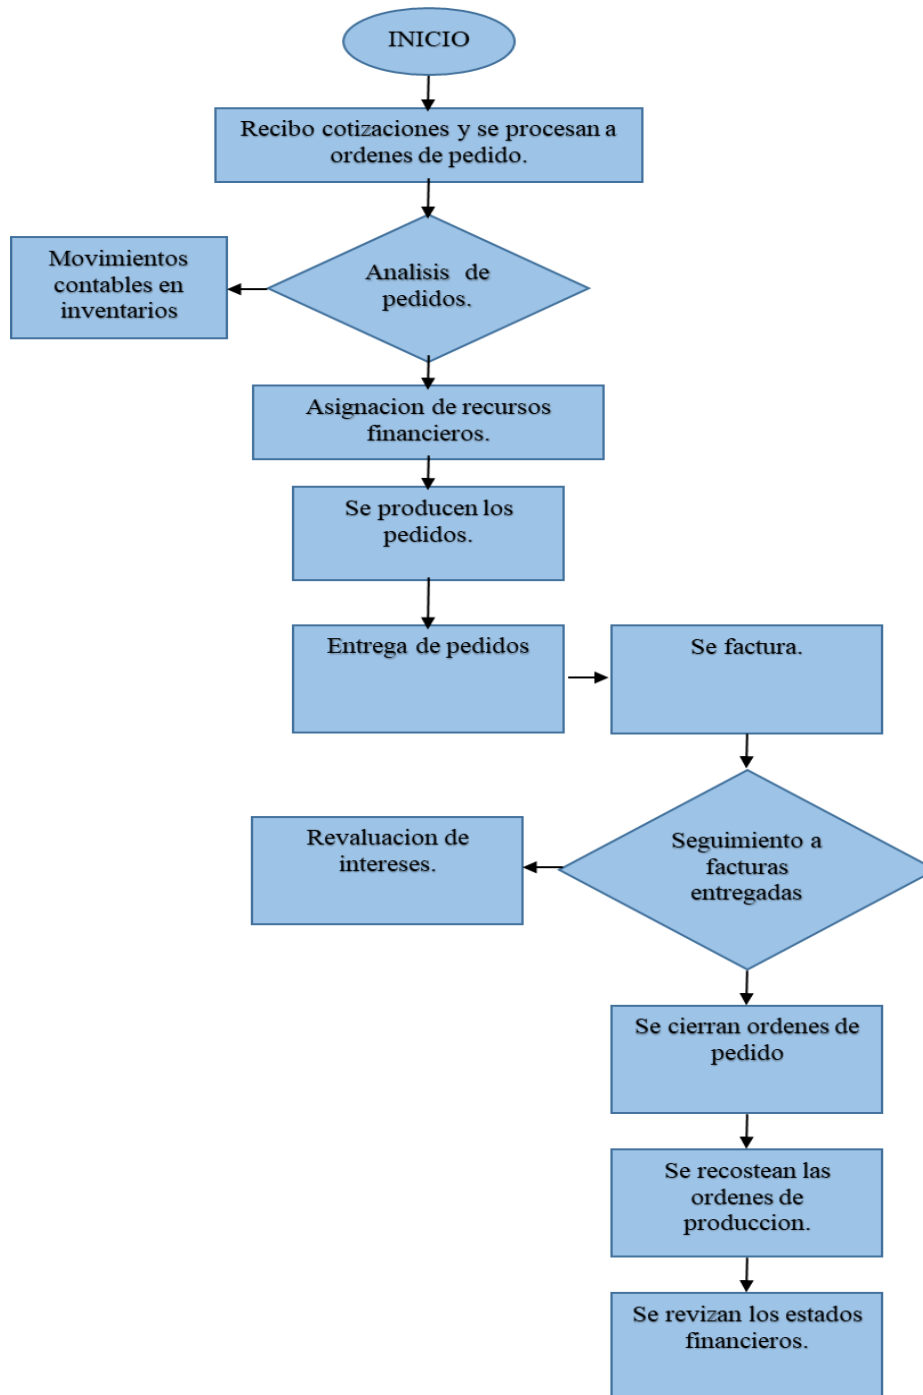 INICIO
Recibo cotizaciones y se procesan a
ordenes de pedido.
Movimientos
contables en
inventarios
Analisis de
pedidos.
Asignacion de recursos
financieros.
Se producen los
pedidos.
Entrega de pedidos
Se factura.
Revaluacion de
intereses.
Seguimiento a
facturas
entregadas
Se cierran ordenes de
pedido
Se recostean las
ordenes de
produccion.
Se revizan los estados
financieros.